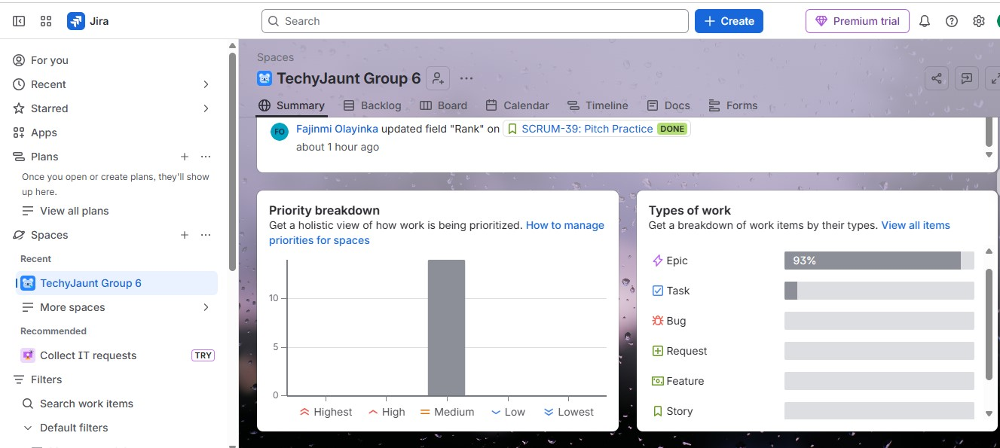 Jira
Search
+ Create
Premium trial
For you
Recent
Starred
Apps
Plans
Once you open or create plans, they'll show
up here.
View all plans
Spaces
Recent
TechyJaunt Group 6
More spaces
Recommended
Collect IT requests
TRY
Filters
Search work items
Default filters
Spaces
TechyJaunt Group 6
Summary
Backlog
Board
Calendar
Timeline
Docs
Forms
FO
Fajinmi Olayinka updated field "Rank" on SCRUM-39: Pitch Practice DONE
about 1 hour ago
Priority breakdown
Get a holistic view of how work is being prioritized. How to manage
priorities for spaces
10
5
0
Highest
High
Medium
Low
Lowest
Types of work
Get a breakdown of work items by their types. View all items
Epic
93%
Task
Bug
Request
Feature
Story